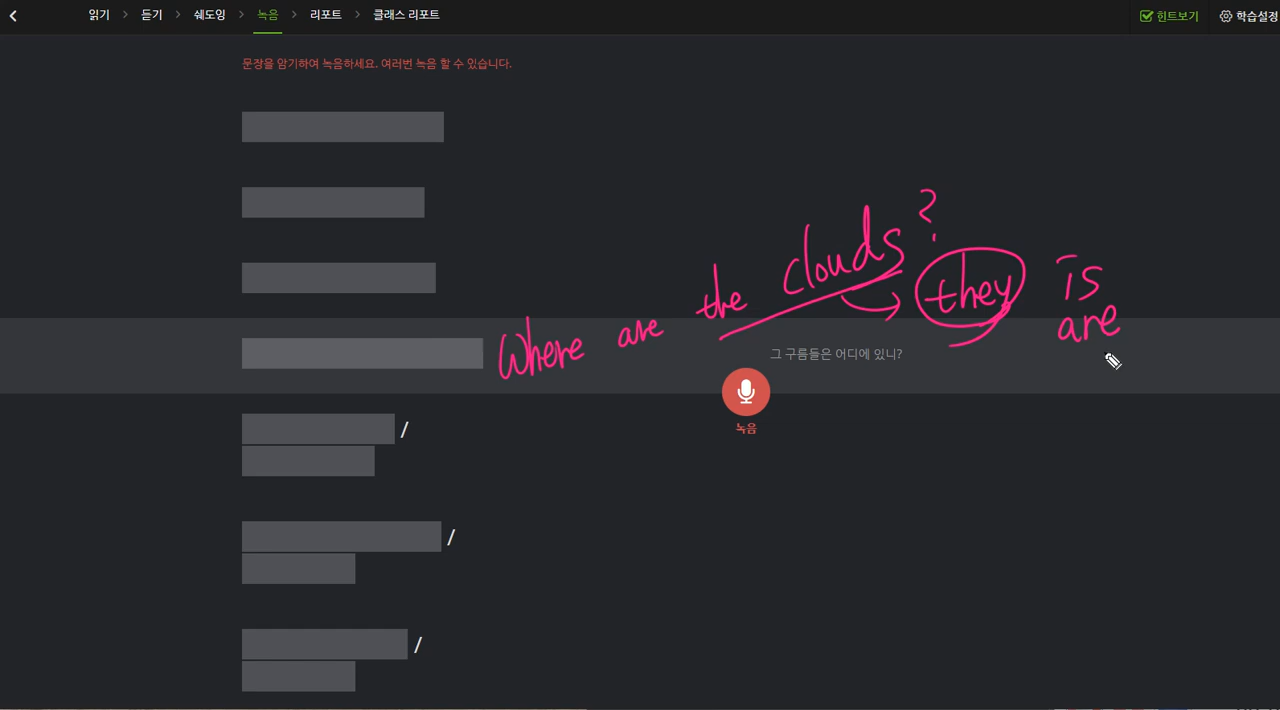 읽기 > 듣기 > 쉐도잉 > 녹음 > 리포트 > 클래스 리포트
힌트보기
학습설정
문장을 암기하여 녹음하세요. 여러번 녹음 할 수 있습니다.
Where are the clouds?
they is
are
그 구름들은 어디에 있니?
녹음
/
/
/